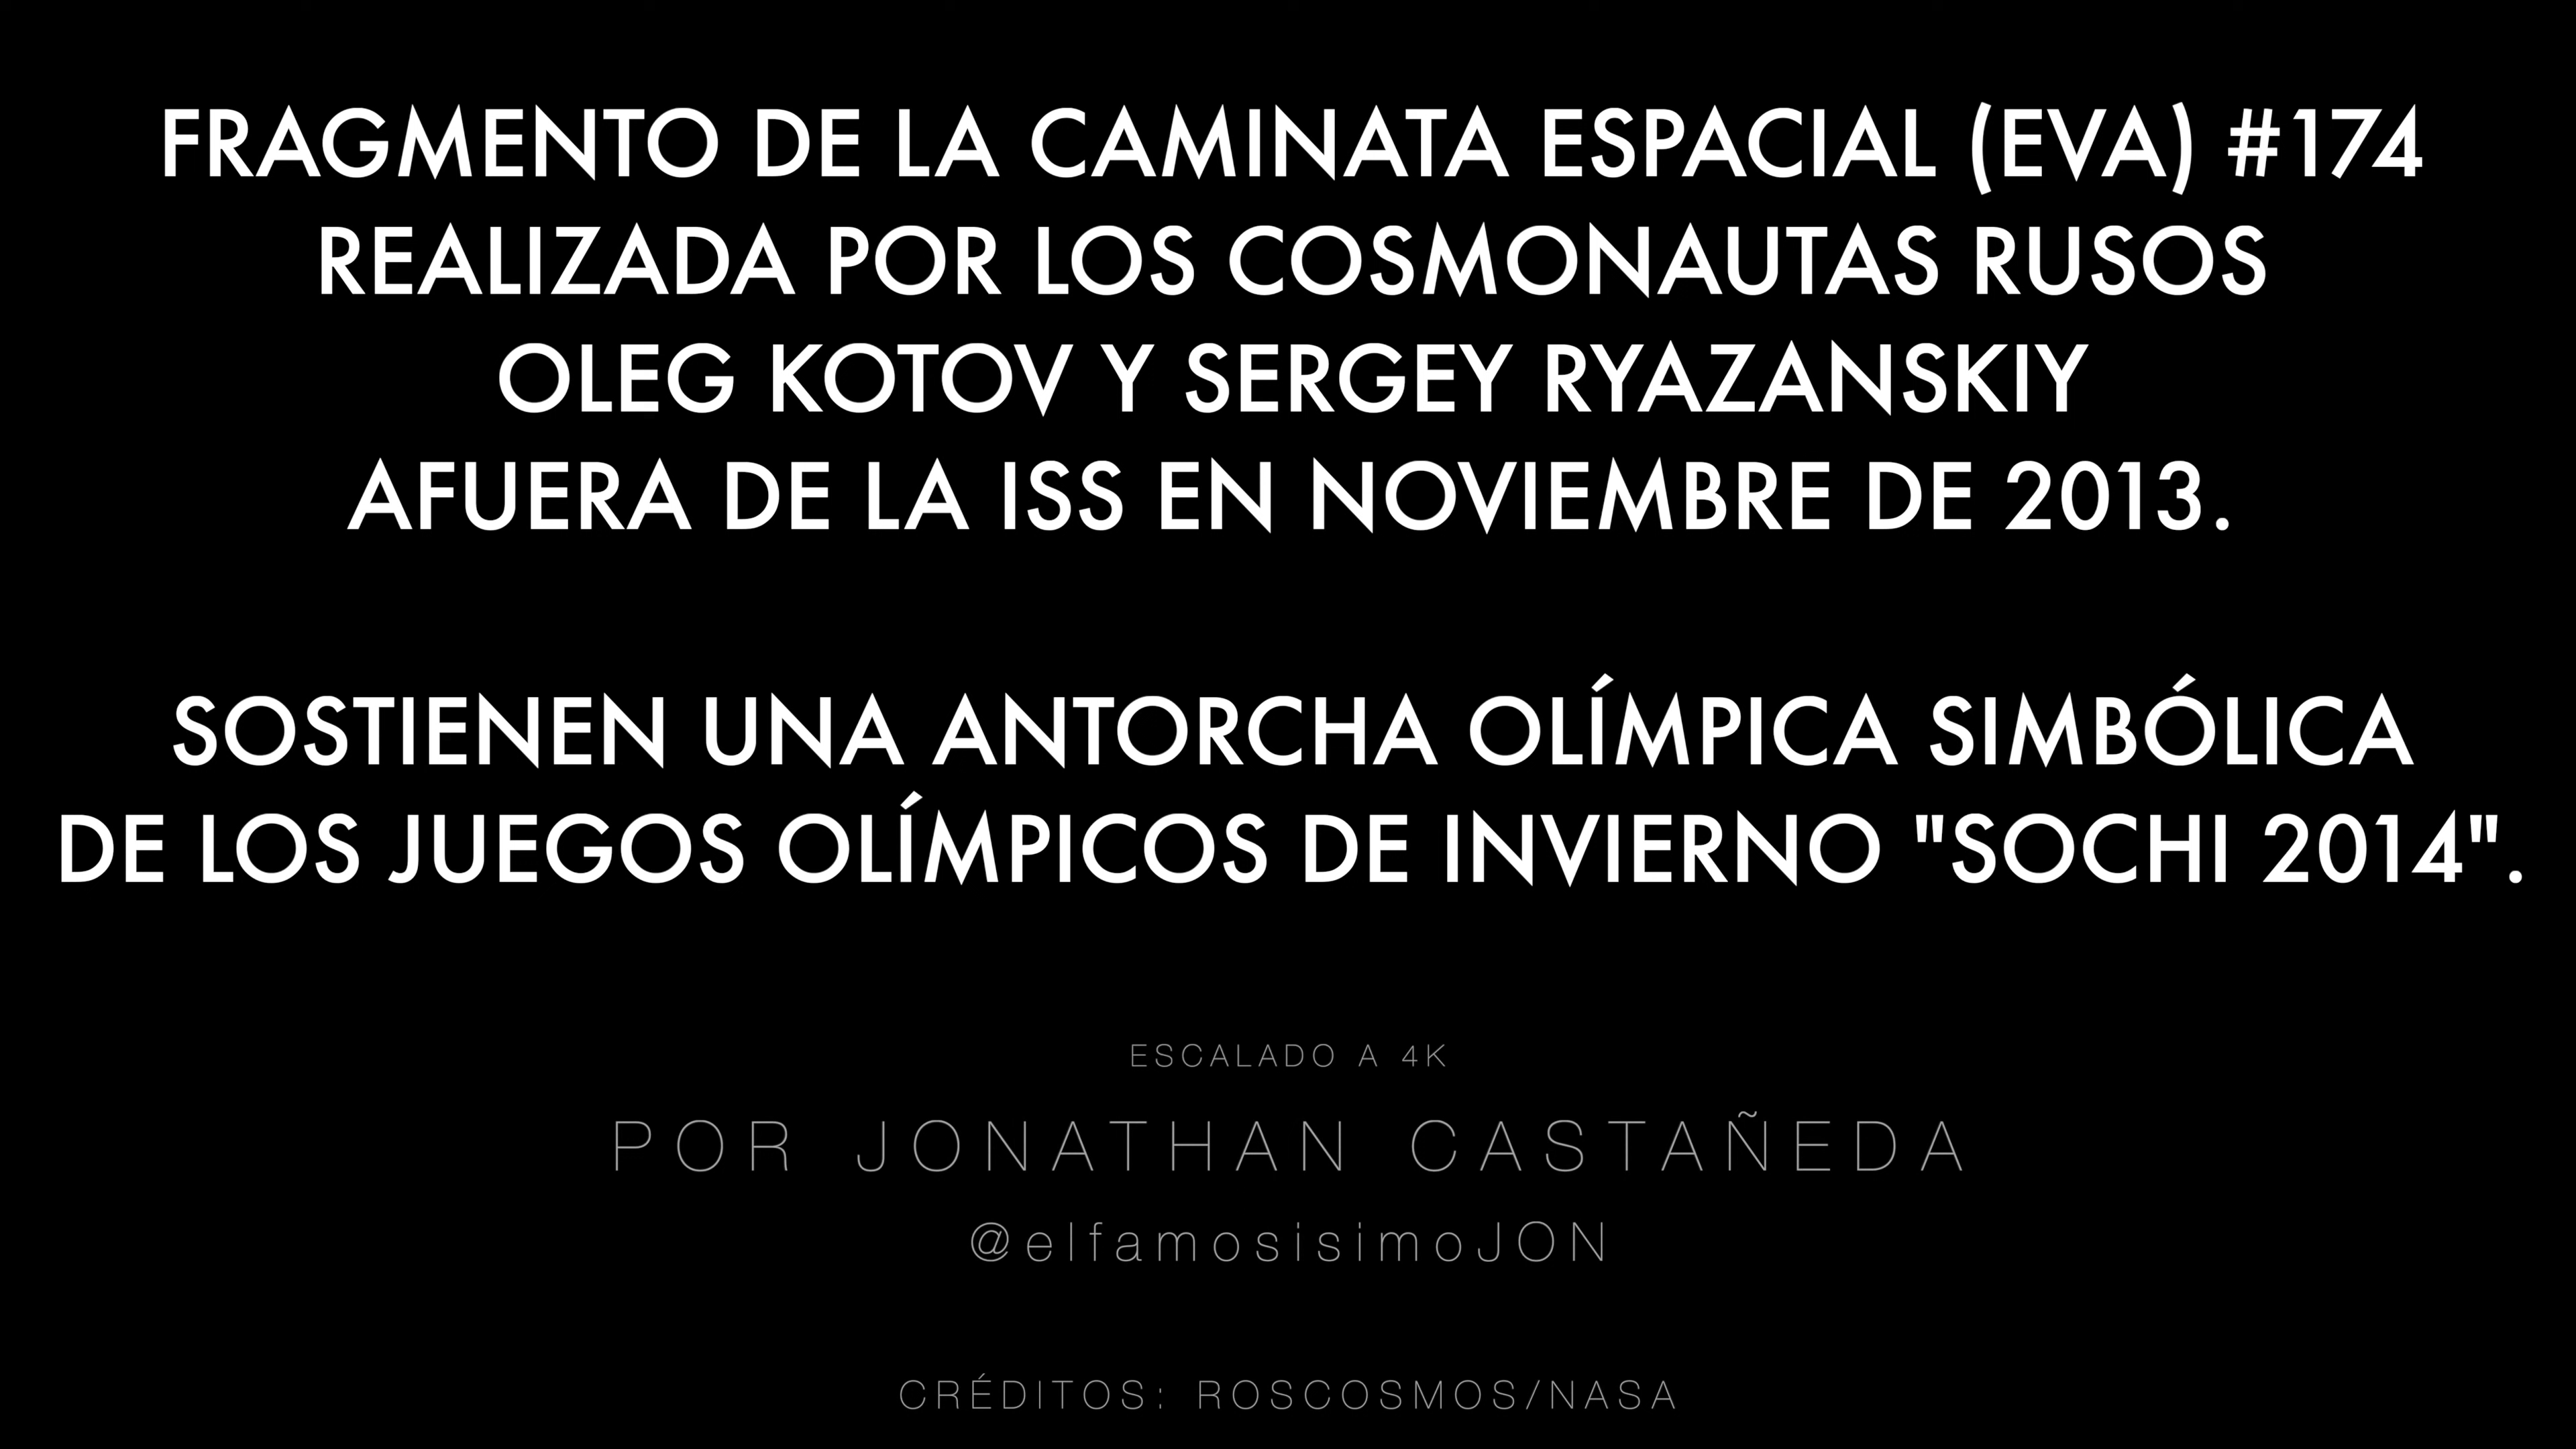 FRAGMENTO DE LA CAMINATA ESPACIAL (EVA) #174
REALIZADA POR LOS COSMONAUTAS RUSOS
OLEG KOTOV Y SERGEY RYAZANSKIY
AFUERA DE LA ISS EN NOVIEMBRE DE 2013.
SOSTIENEN UNA ANTORCHA OLÍMPICA SIMBÓLICA
DE LOS JUEGOS OLÍMPICOS DE INVIERNO "SOCHI 2014".
ESCALADO A 4K
POR JONATHAN CASTAÑEDA
@elfamosisimoJON
CRÉDITOS: ROSCOSMOS/NASA